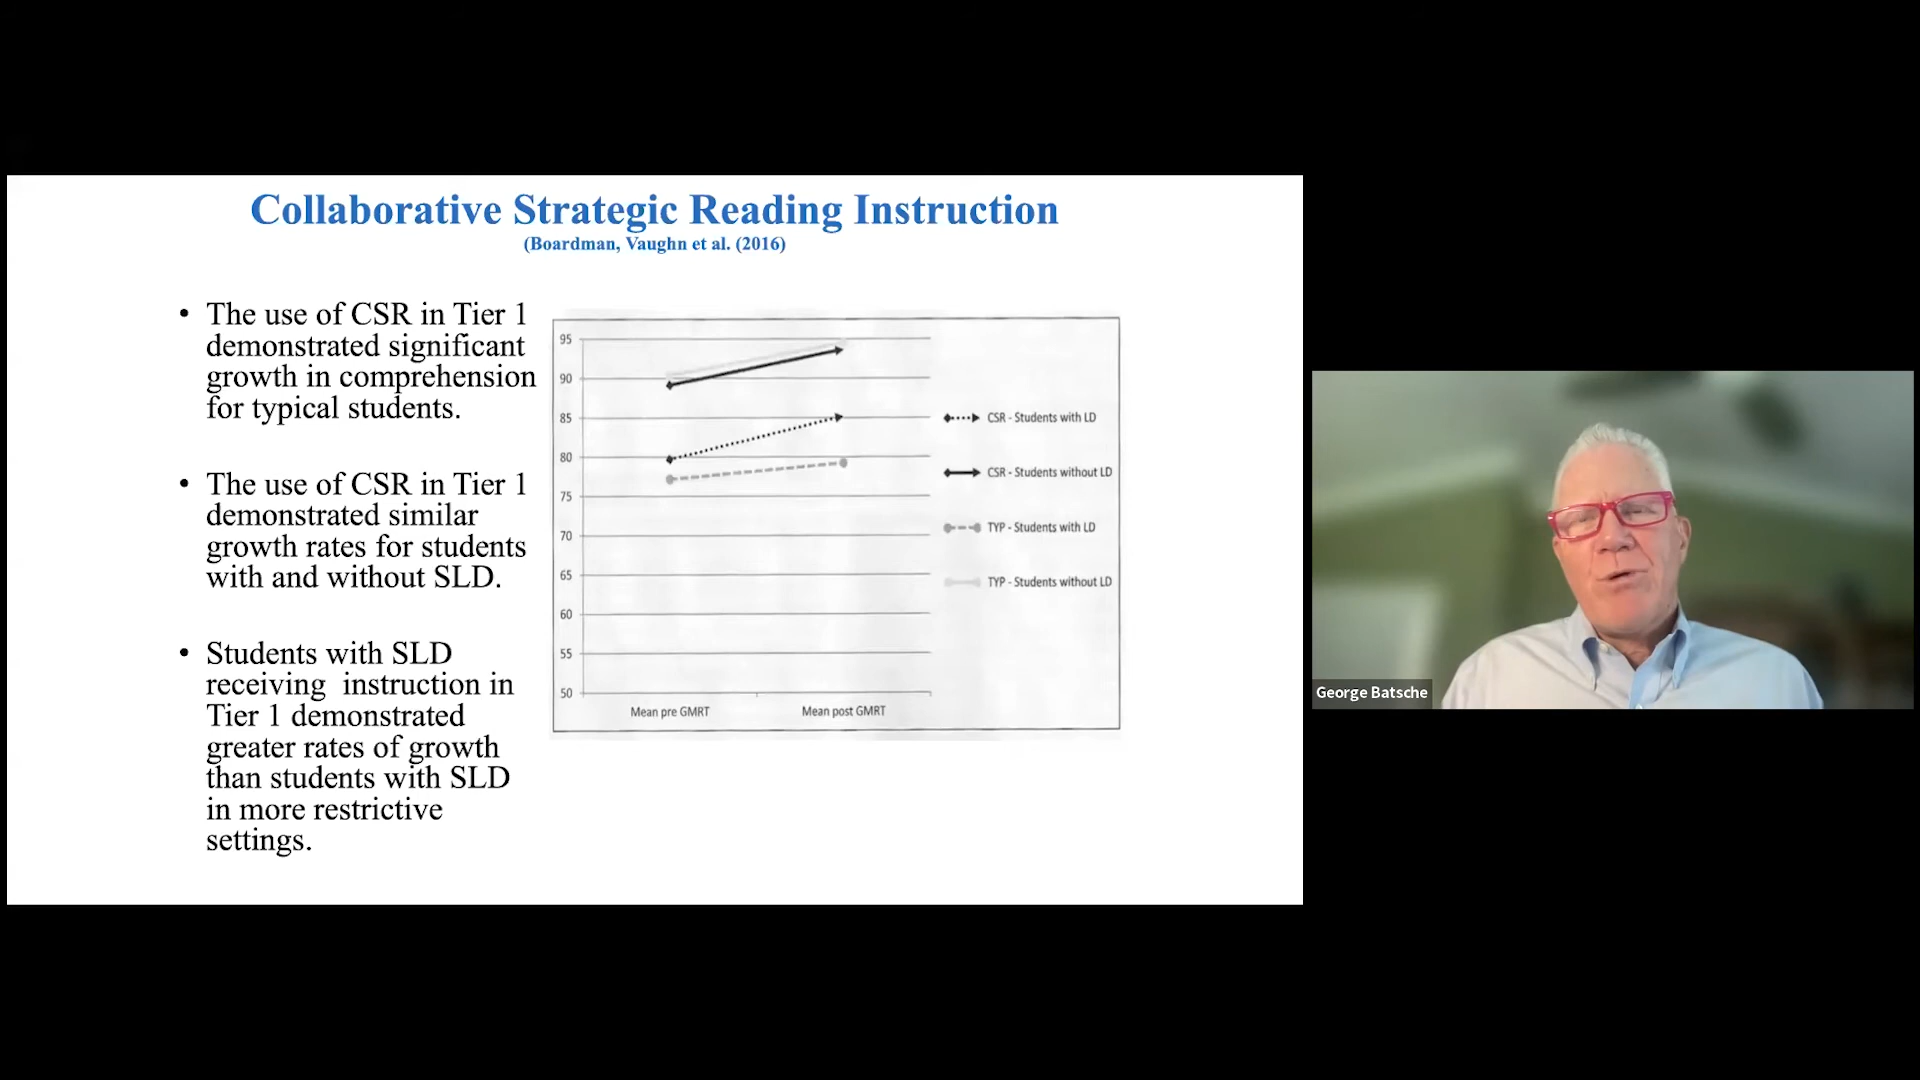 Collaborative Strategic Reading Instruction
(Boardman, Vaughn et al. (2016)
• The use of CSR in Tier 1
demonstrated significant
growth in comprehension
for typical students.
• The use of CSR in Tier 1
demonstrated similar
growth rates for students
with and without SLD.
• Students with SLD
receiving instruction in
Tier 1 demonstrated
greater rates of growth
than students with SLD
in more restrictive
settings.
95
90
85
80
75
70
65
60
55
50
Mean pre GMRT
Mean post GMRT
CSR - Students with LD
CSR - Students without LD
TYP - Students with LD
TYP - Students without LD
George Batsche